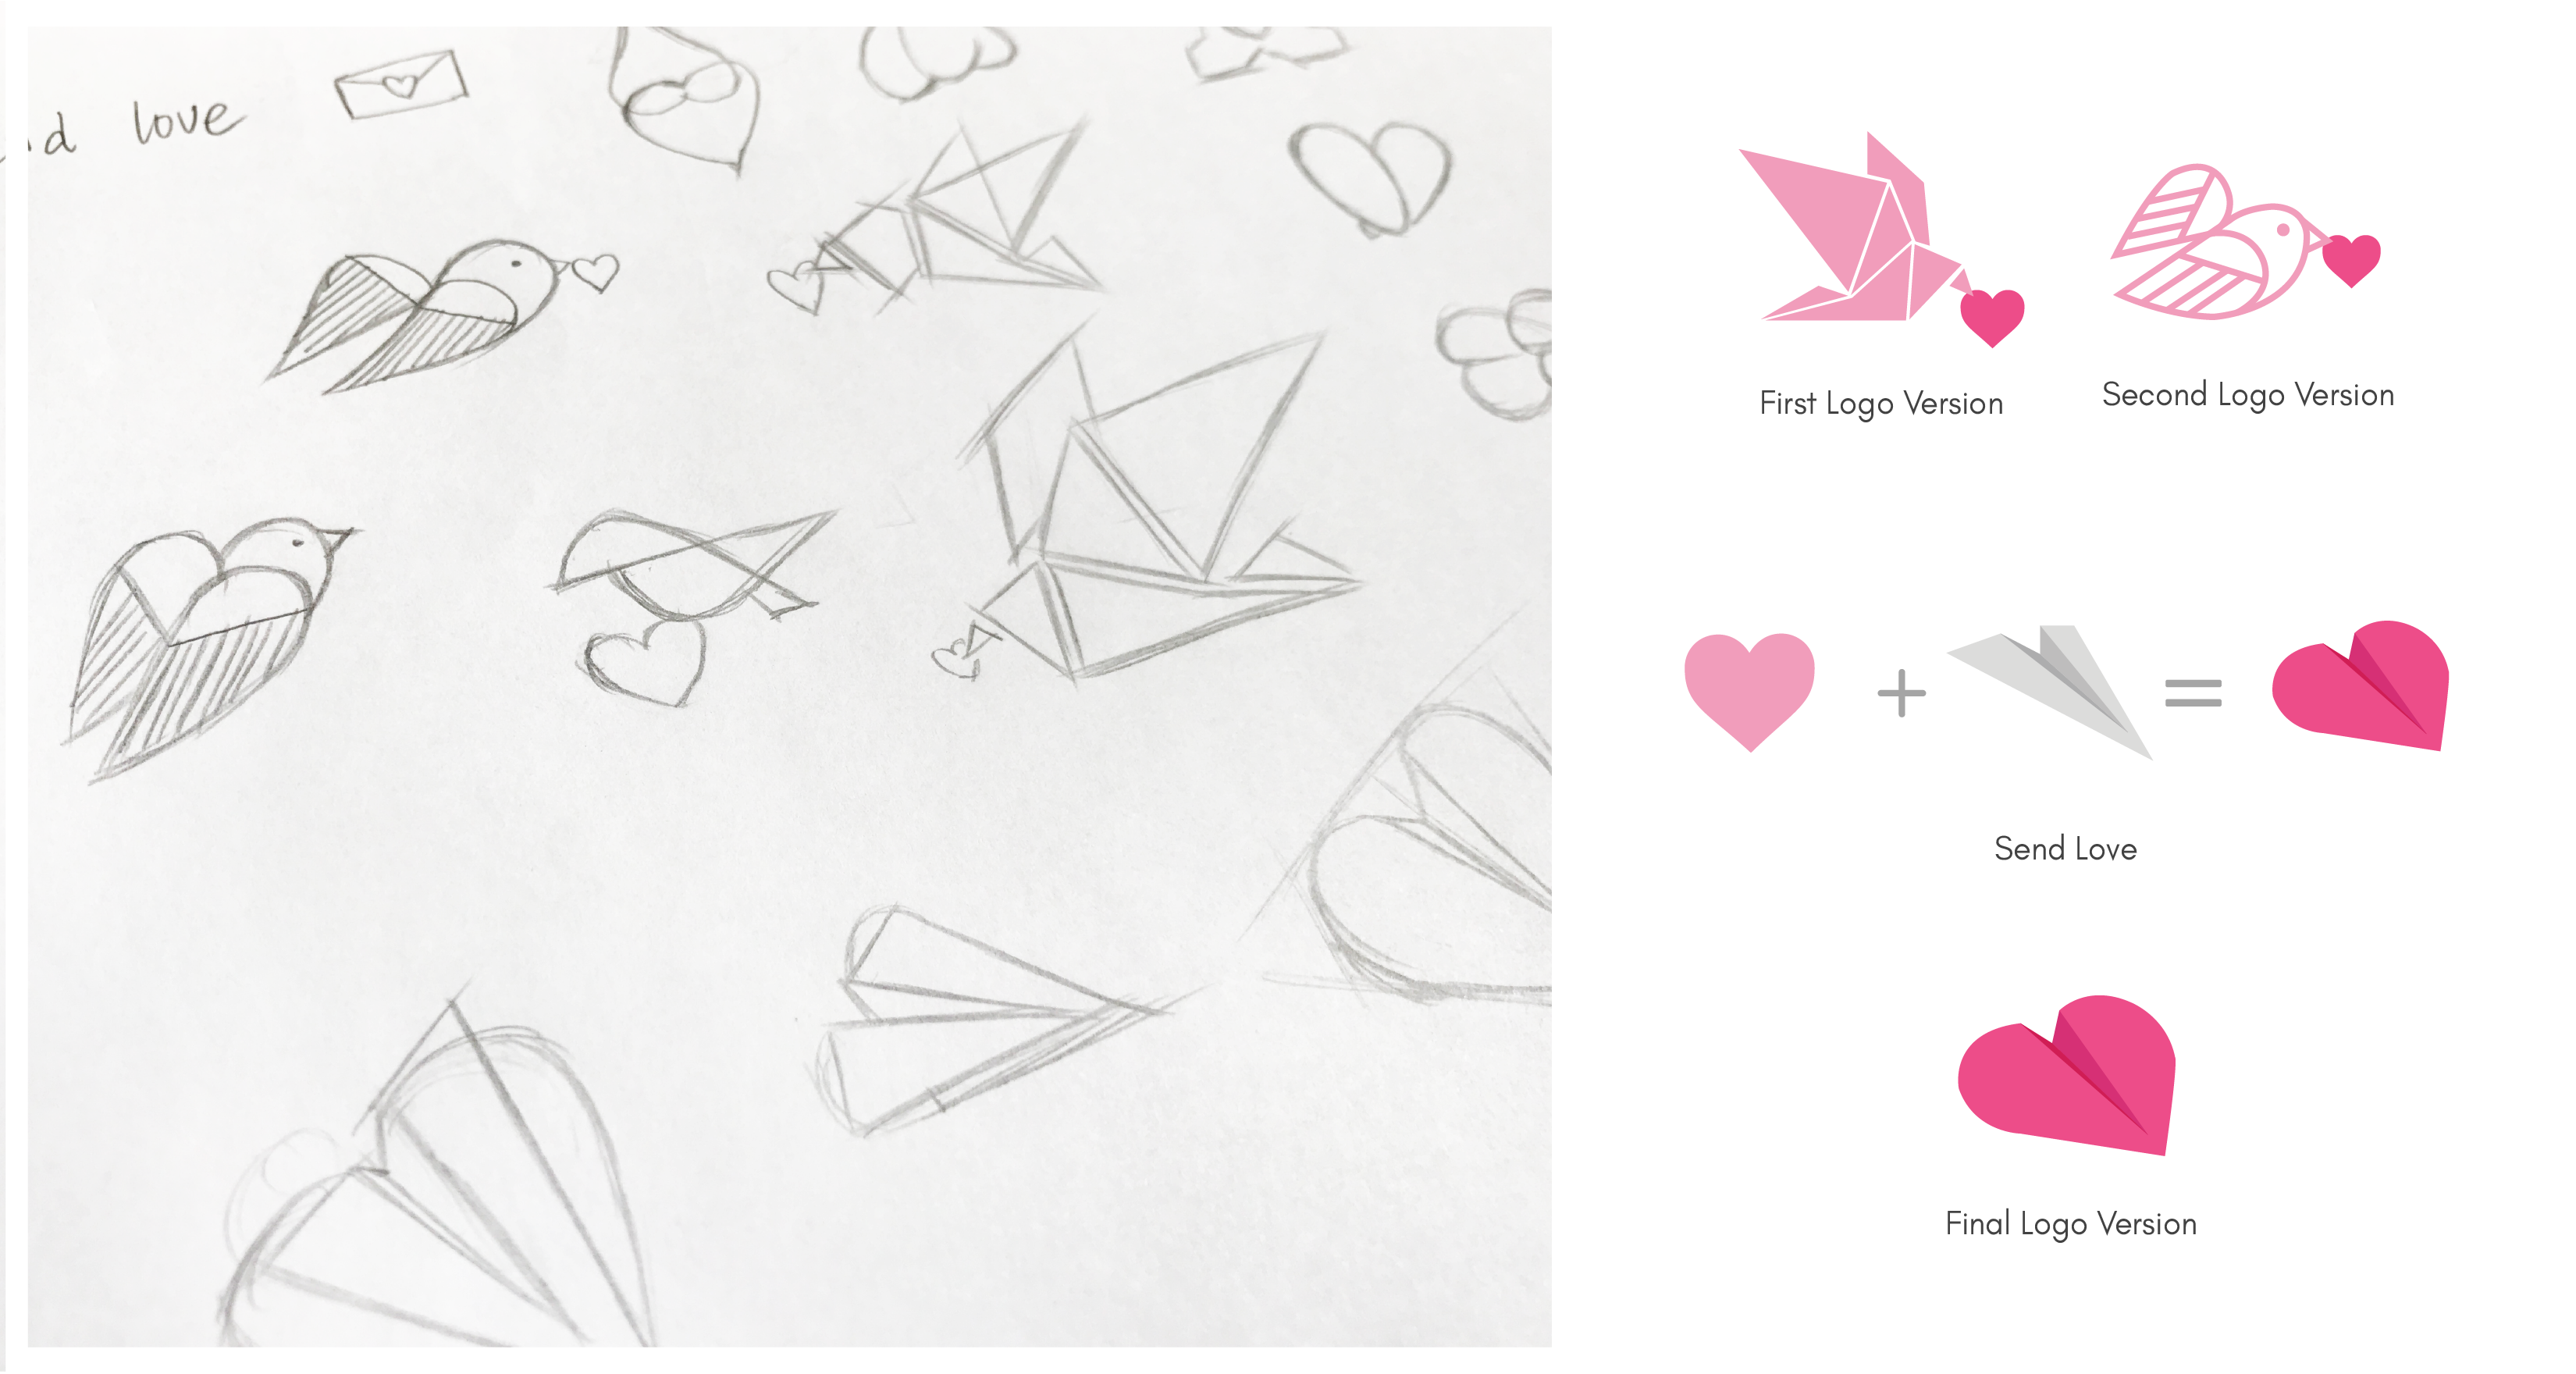 love
First Logo Version
Second Logo Version
+
=
Send Love
Final Logo Version